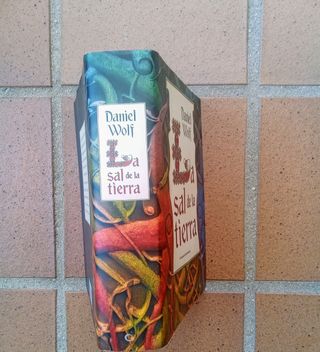 Daniel
Wolf
La
sal de la
tierra
Daniel
Wolf
La
sal de la
tierra